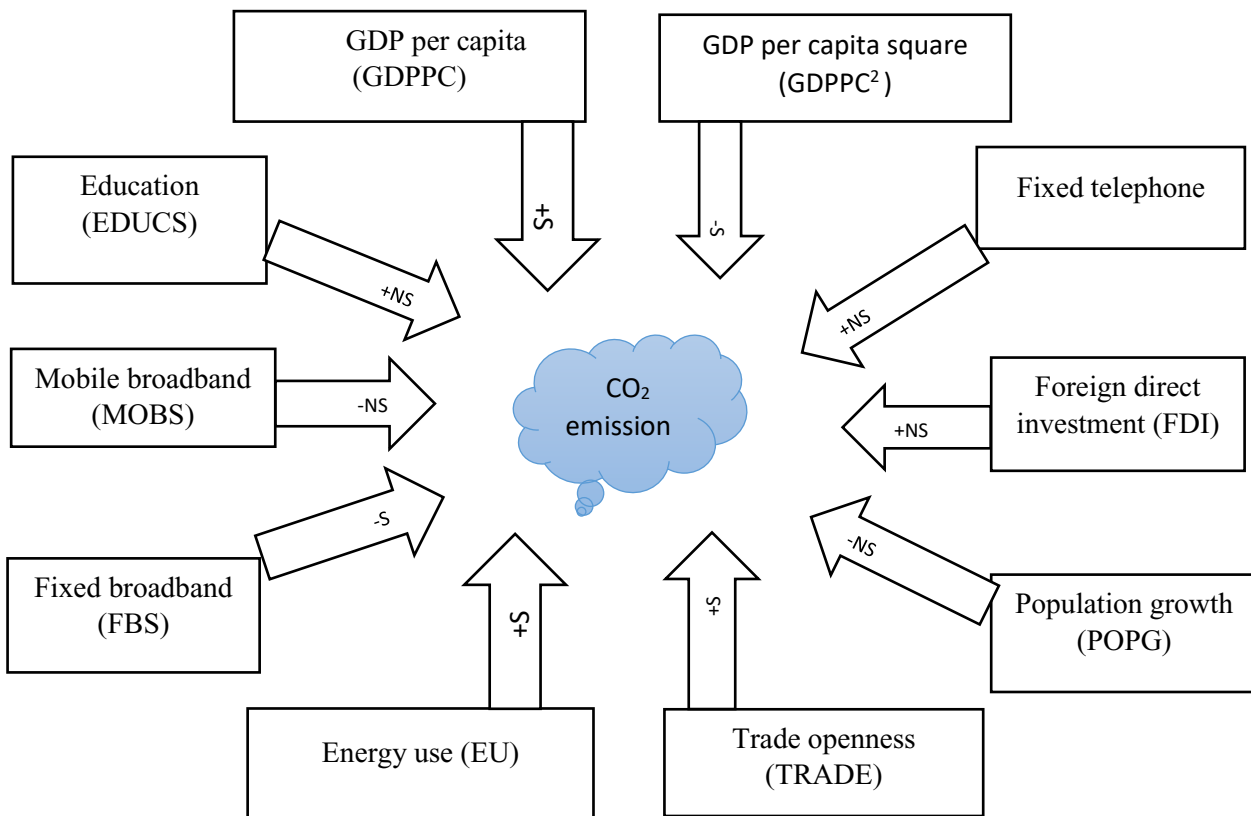 GDP per capita
(GDPPC)
GDP per capita square
(GDPPC²)
Education
(EDUCS)
Fixed telephone
+S
-S
+NS
+NS
Mobile broadband
(MOBS)
-NS
CO₂
emission
+NS
Foreign direct
investment (FDI)
Fixed broadband
(FBS)
-S
-NS
Population growth
(POPG)
+S
+S
Energy use (EU)
Trade openness
(TRADE)